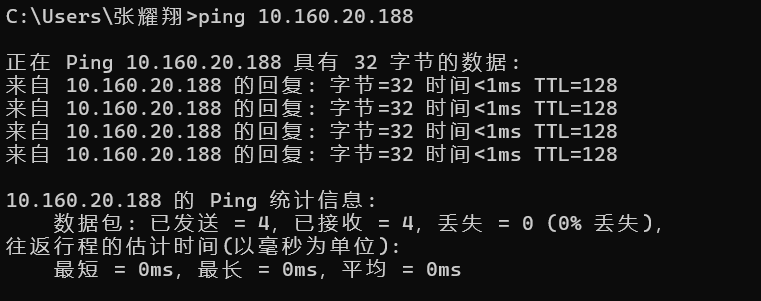 C:\Users\张耀翔>ping 10.160.20.188
正在 Ping 10.160.20.188 具有 32 字节的数据:
来自 10.160.20.188 的回复: 字节=32 时间<1ms TTL=128
来自 10.160.20.188 的回复: 字节=32 时间<1ms TTL=128
来自 10.160.20.188 的回复: 字节=32 时间<1ms TTL=128
来自 10.160.20.188 的回复: 字节=32 时间<1ms TTL=128
10.160.20.188 的 Ping 统计信息:
数据包: 已发送 = 4, 已接收 = 4, 丢失 = 0 (0% 丢失),
往返行程的估计时间(以毫秒为单位):
最短 = 0ms, 最长 = 0ms, 平均 = 0ms